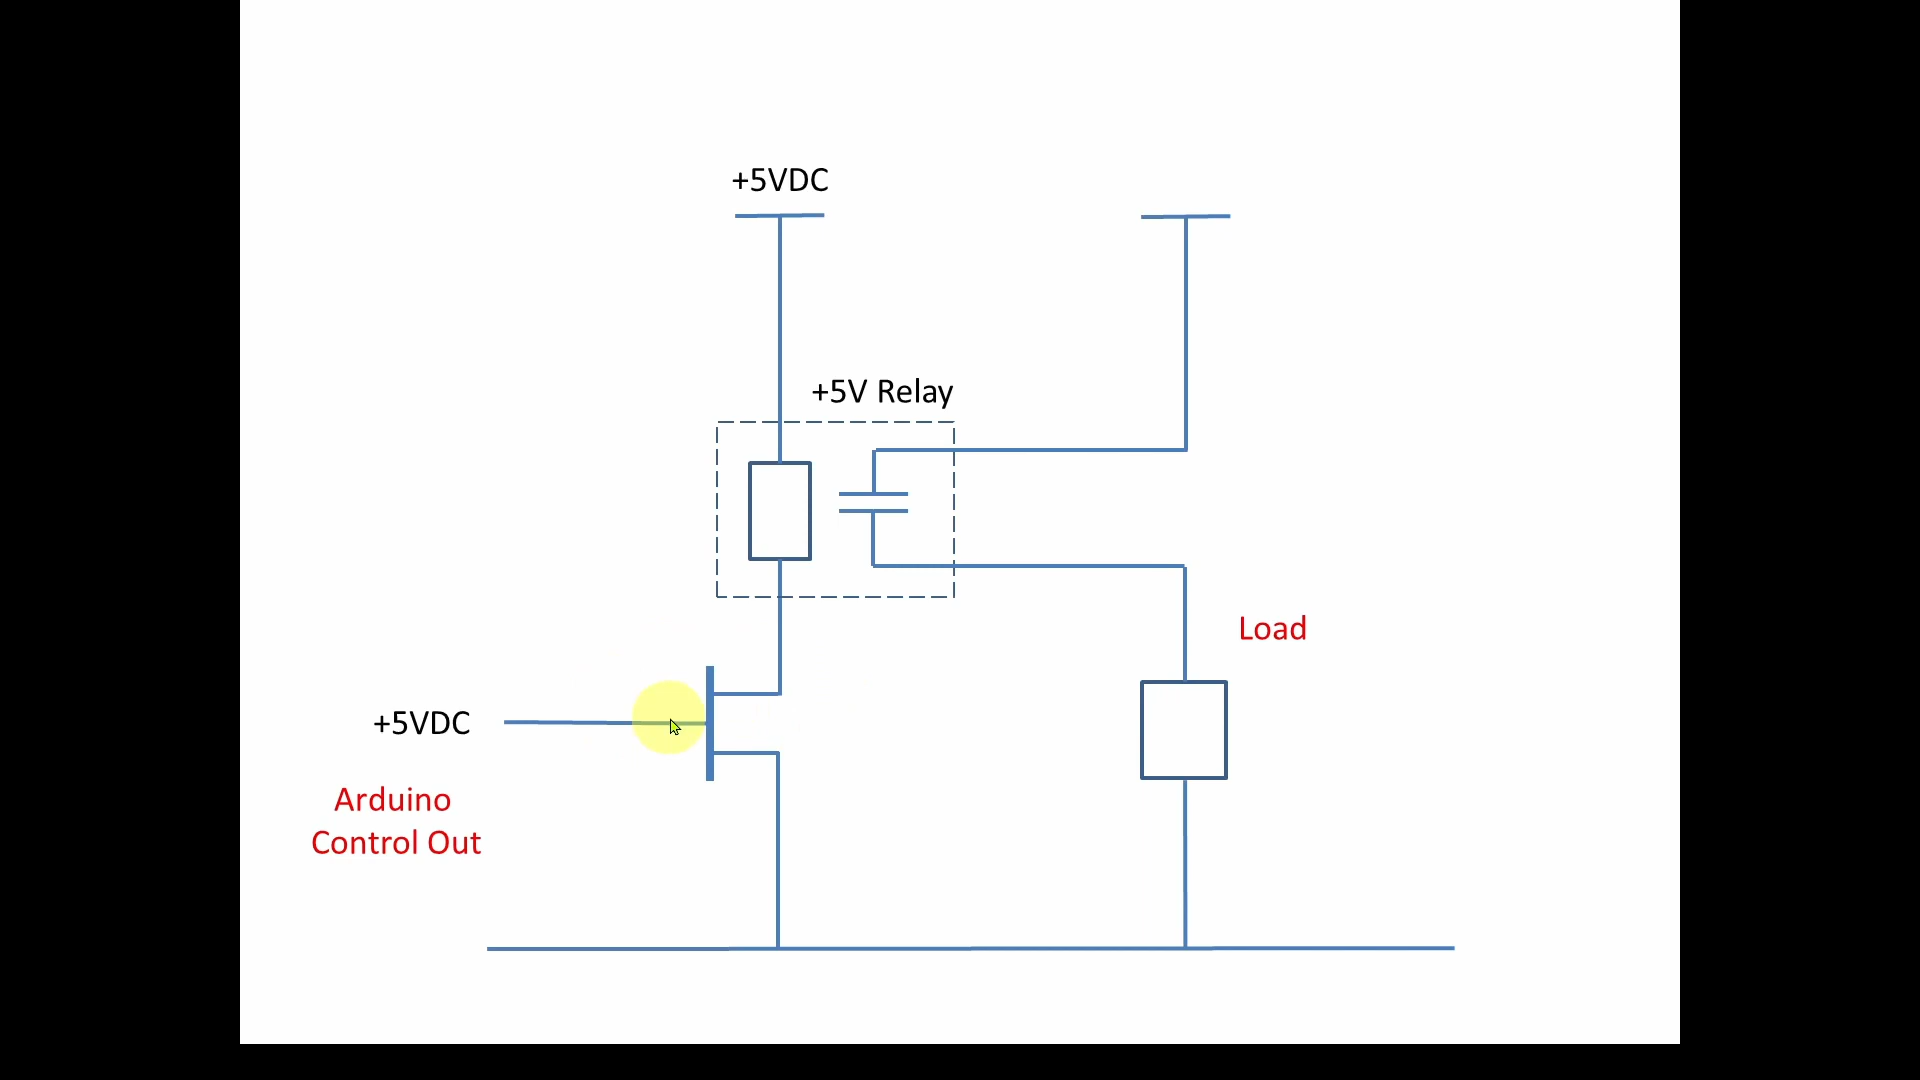 +5VDC
+5V Relay
Load
+5VDC
Arduino
Control Out